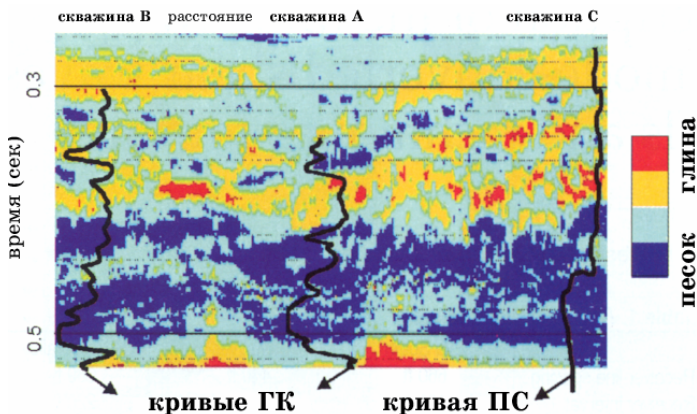 скважина В расстояние скважина А скважина С
0.3
время (сек)
0.5
глина
песок
кривые ГК кривая ПС